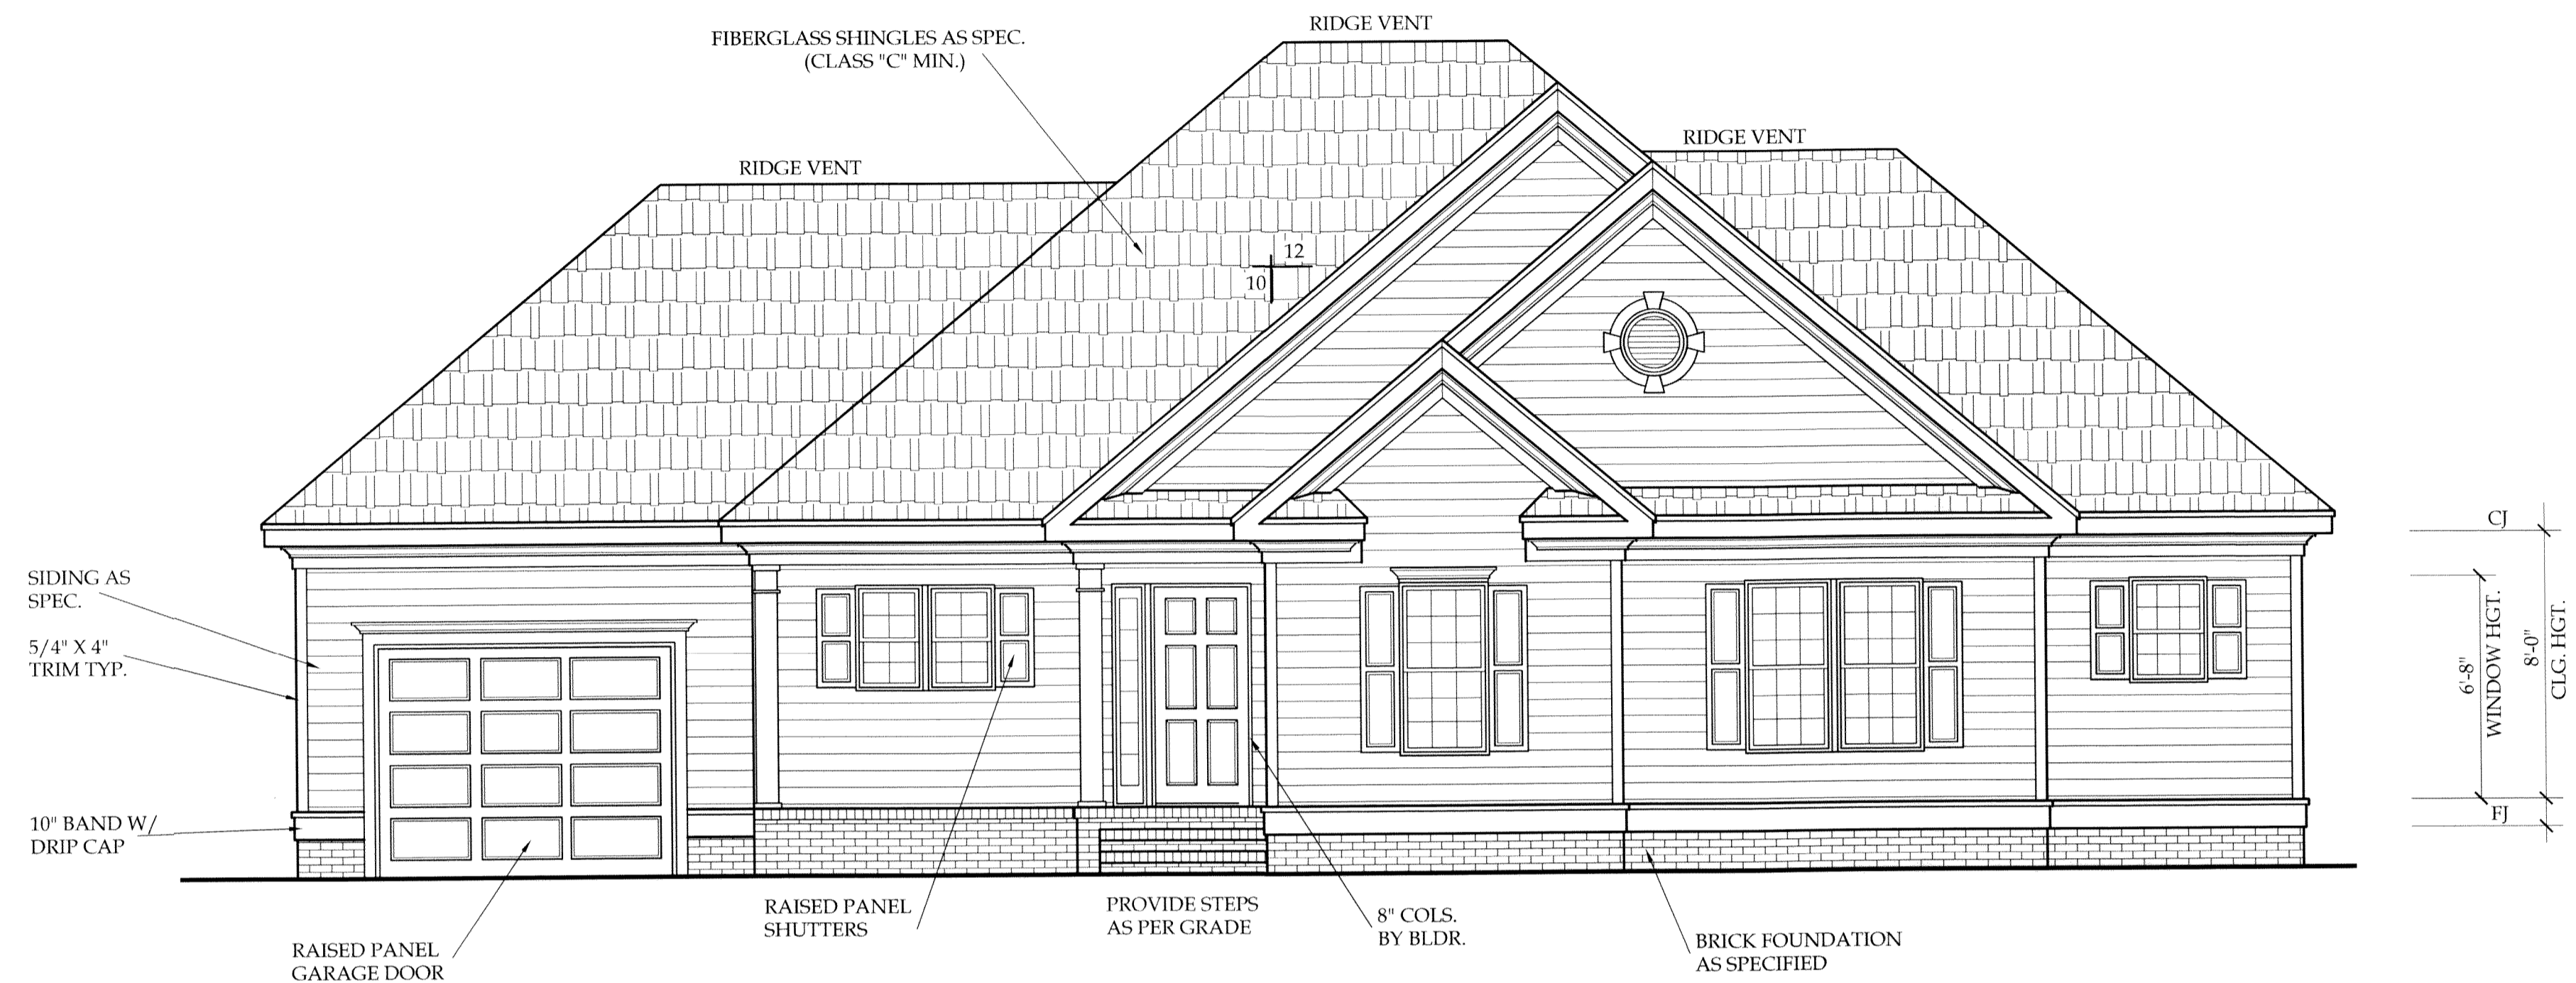 RIDGE VENT
FIBERGLASS SHINGLES AS SPEC.
(CLASS "C" MIN.)
RIDGE VENT
RIDGE VENT
12
10
CJ
SIDING AS
SPEC.
5/4" X 4"
TRIM TYP.
6'-8"
WINDOW HGT.
8'-0"
CLG. HGT.
10" BAND W/
DRIP CAP
FJ
RAISED PANEL
SHUTTERS
PROVIDE STEPS
AS PER GRADE
8" COLS.
BY BLDR.
RAISED PANEL
GARAGE DOOR
BRICK FOUNDATION
AS SPECIFIED